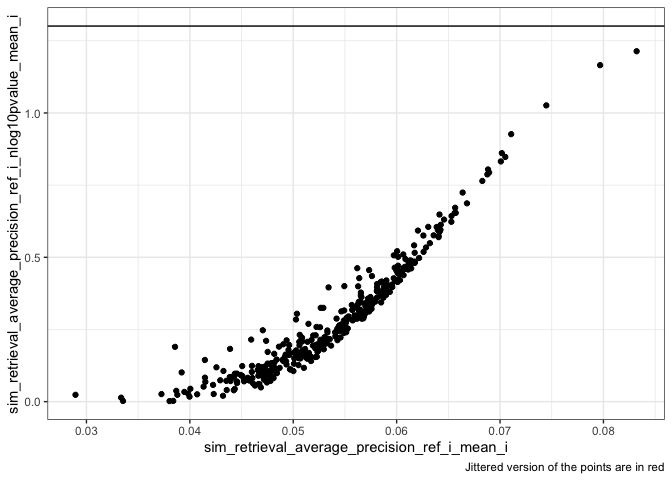 sim_retrieval_average_precision_ref_i_nlog10pvalue_mean_i
1.0
0.5
0.0
0.03 0.04 0.05 0.06 0.07 0.08
sim_retrieval_average_precision_ref_i_mean_i
Jittered version of the points are in red